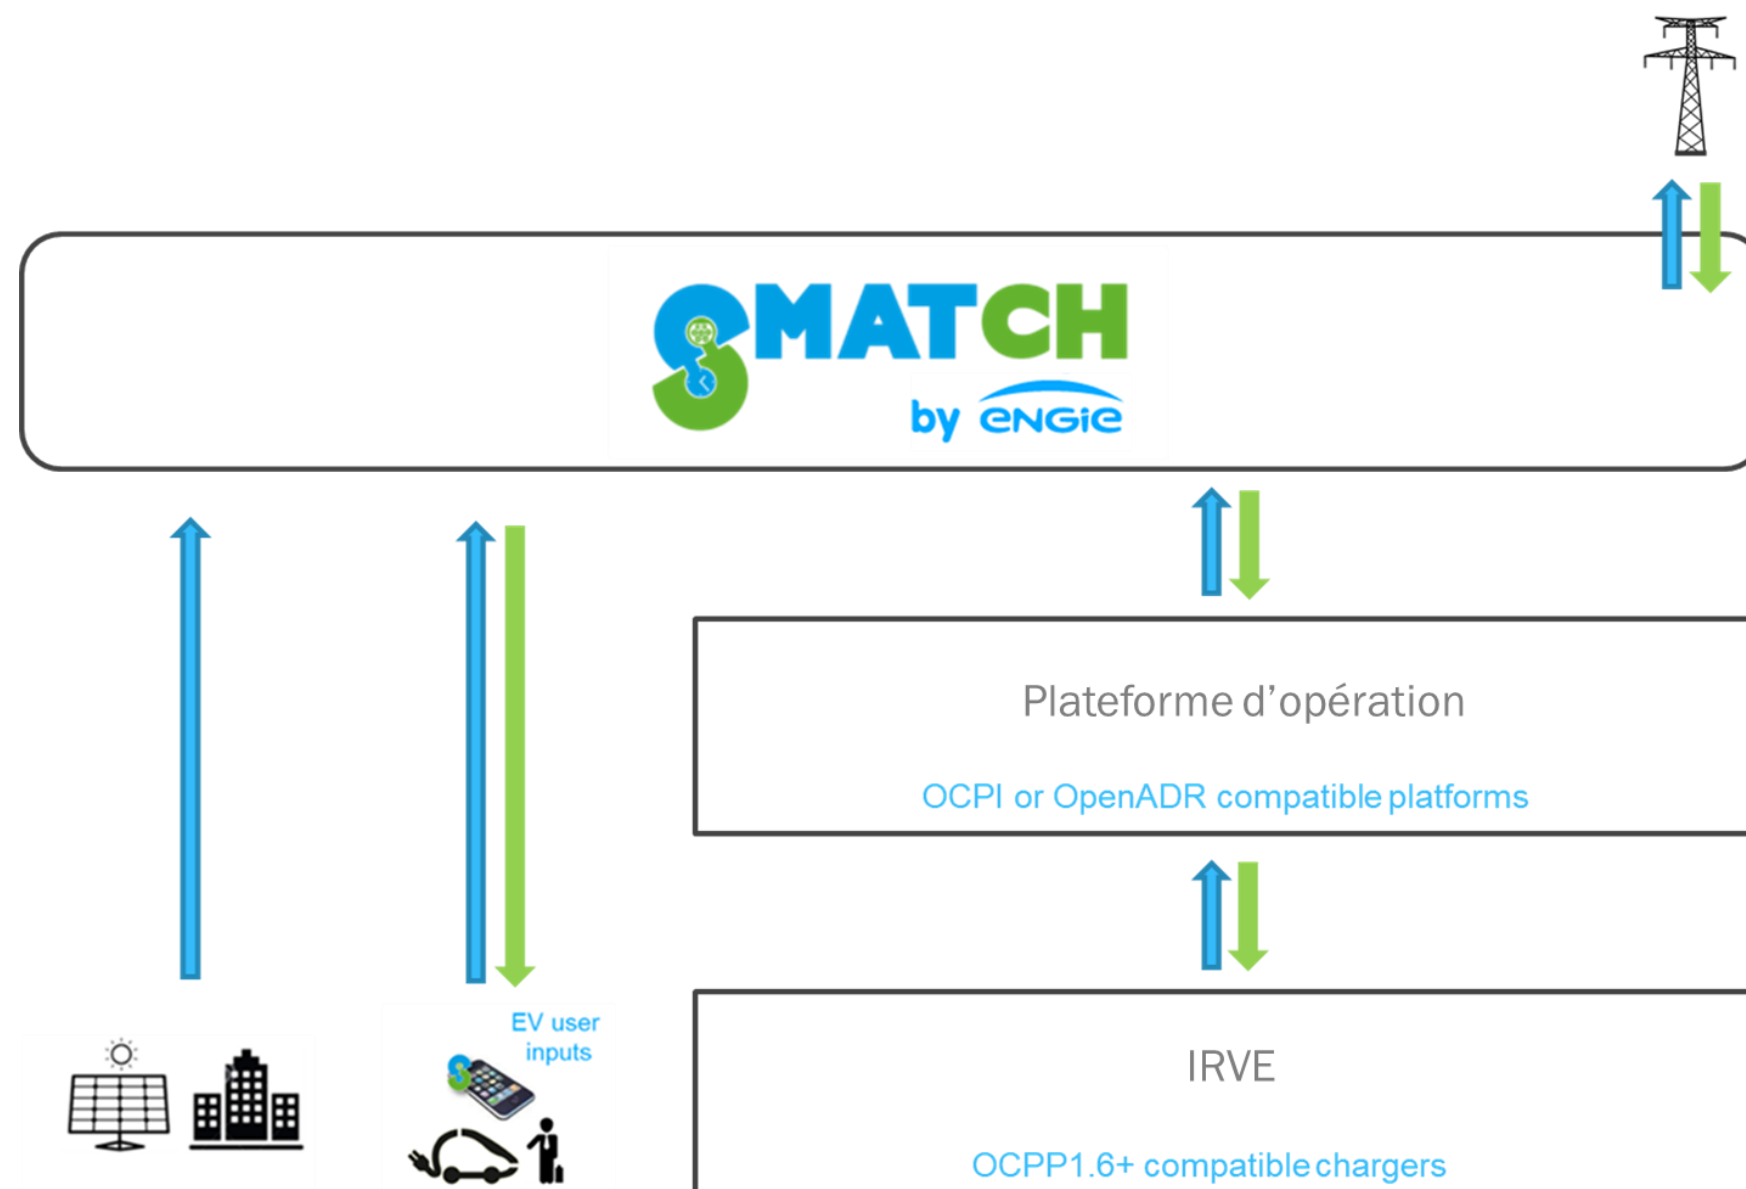 SMATCH
by ENGIE
Plateforme d'opération
OCPI or OpenADR compatible platforms
EV user
inputs
IRVE
OCPP1.6+ compatible chargers